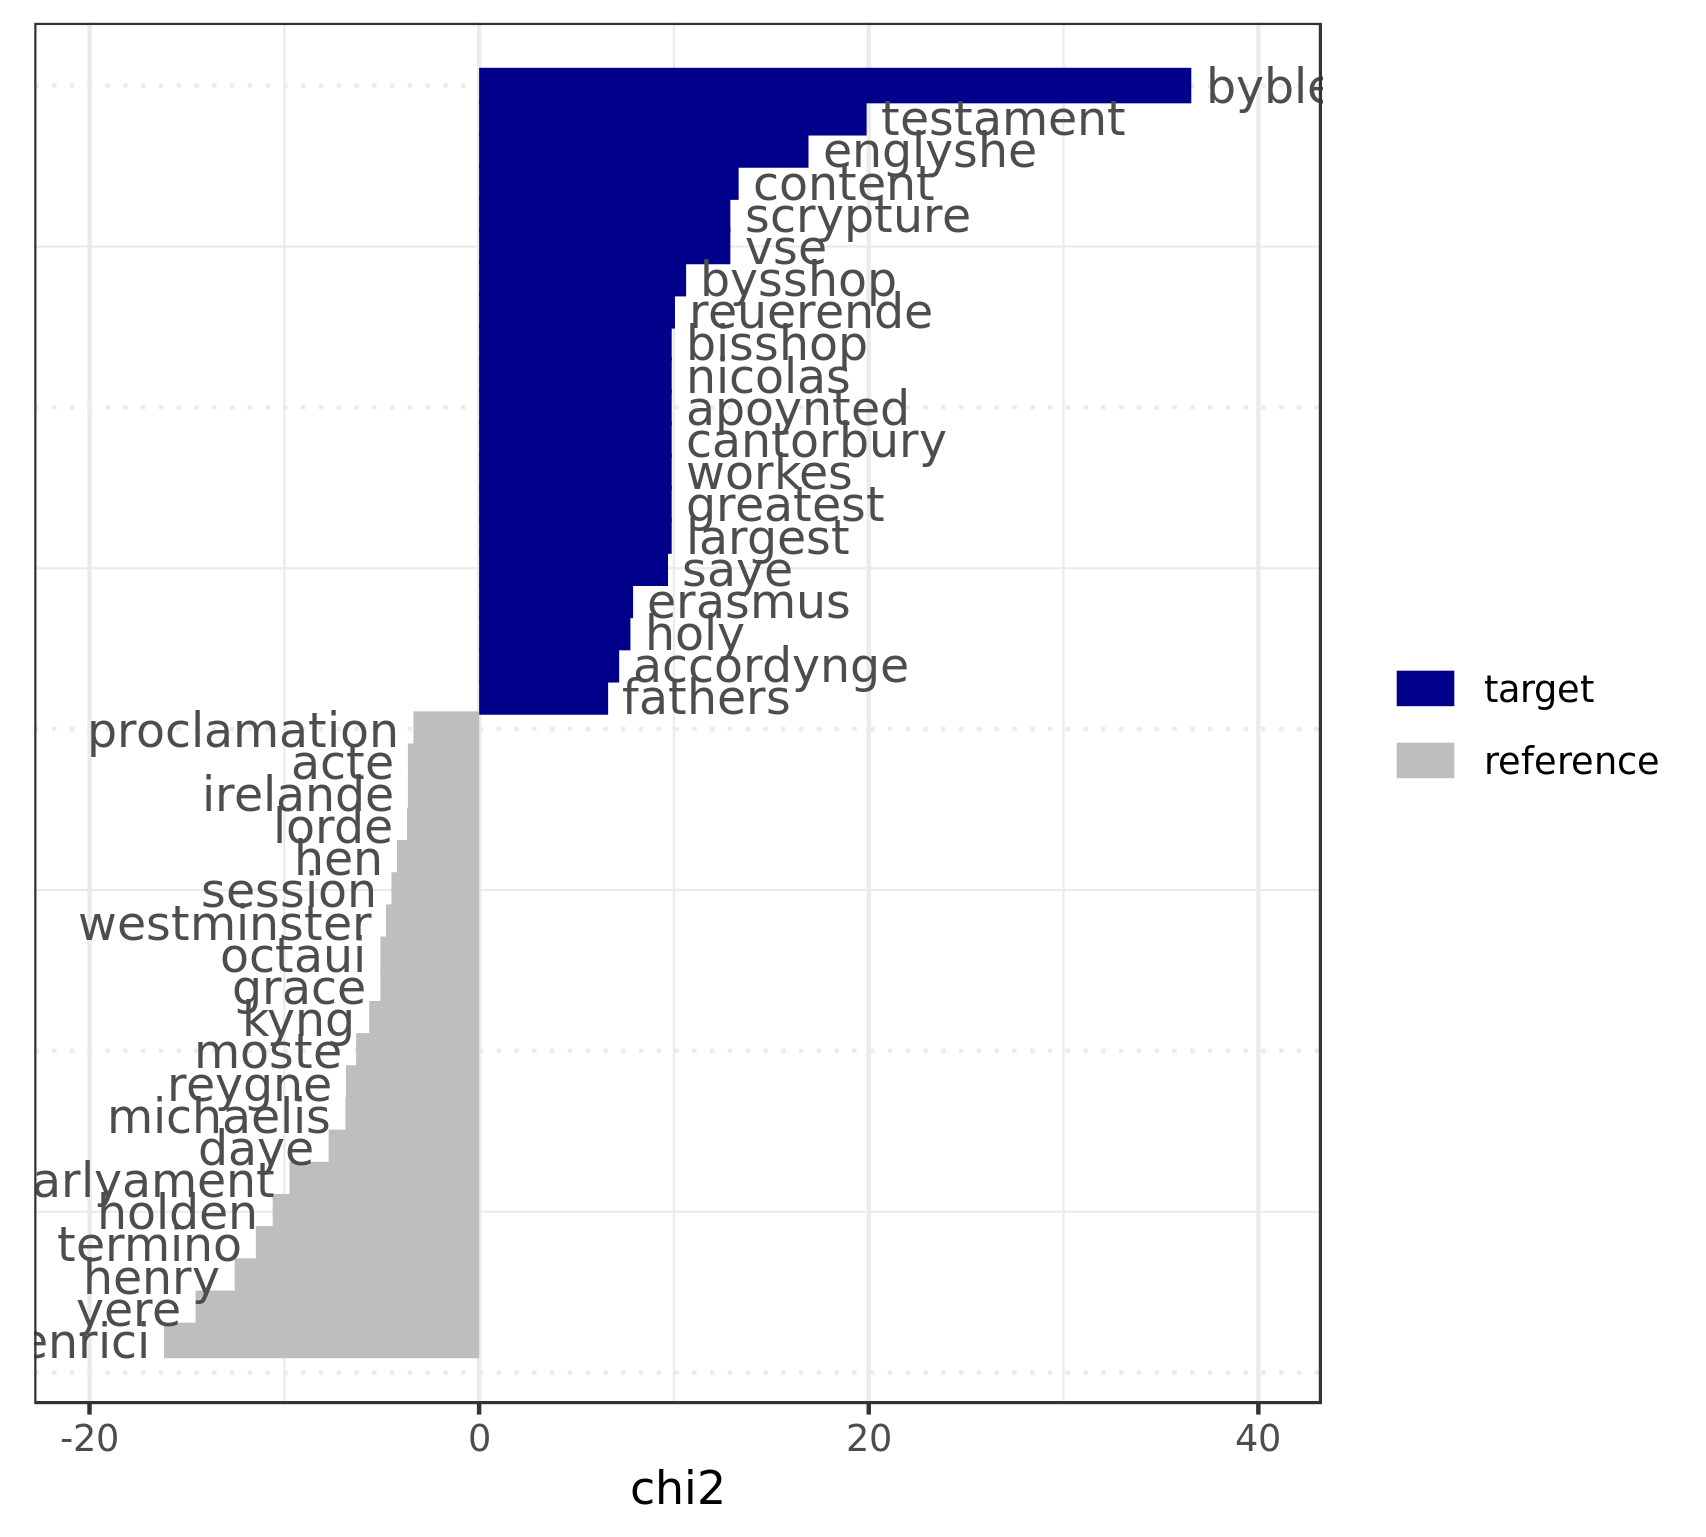 byble
testament
englyshe
content
scrypture
vse
bysshop
reuerende
bisshop
nicolas
apoynted
cantorbury
workes
greatest
largest
saye
erasmus
holy
accordynge
fathers
proclamation
acte
irelande
lorde
hen
session
westminster
octaui
grace
kyng
moste
reygne
michaelis
daye
arlyament
holden
termino
henry
yere
enrici
target
reference
-20 0 20 40
chi2